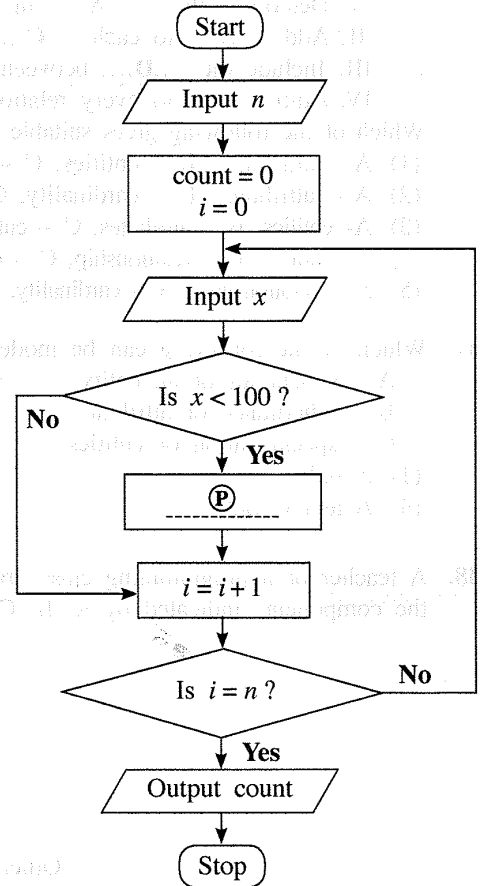 Start
Input n
count = 0
i = 0
Input x
Is x < 100 ?
No
Yes
P
i = i + 1
Is i = n ?
No
Yes
Output count
Stop